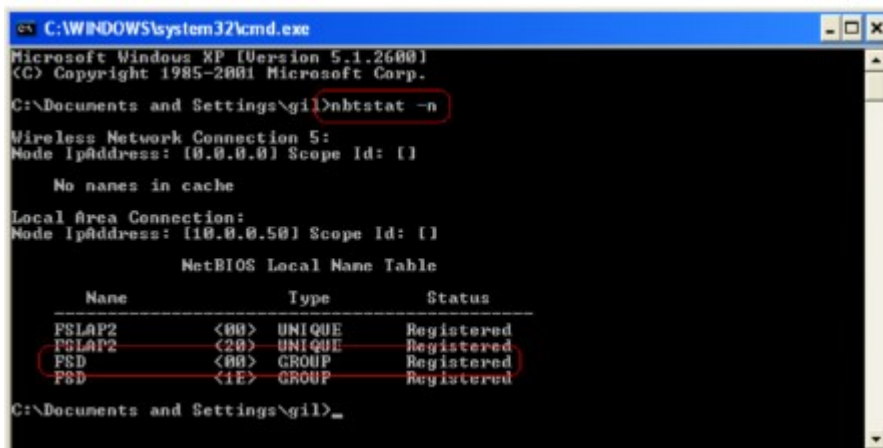 C:\WINDOWS\system32\cmd.exe
Microsoft Windows XP [Version 5.1.2600]
(C) Copyright 1985-2001 Microsoft Corp.
C:\Documents and Settings\gil>nbtstat -n
Wireless Network Connection 5:
Node IpAddress: [0.0.0.0] Scope Id: []
No names in cache
Local Area Connection:
Node IpAddress: [10.0.0.50] Scope Id: []
NetBIOS Local Name Table
Name Type Status
FSLAP2 <00> UNIQUE Registered
FSLAP2 <20> UNIQUE Registered
FSD <00> GROUP Registered
FSD <1E> GROUP Registered
C:\Documents and Settings\gil>_